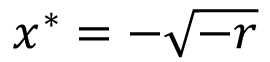 x* = −√−r